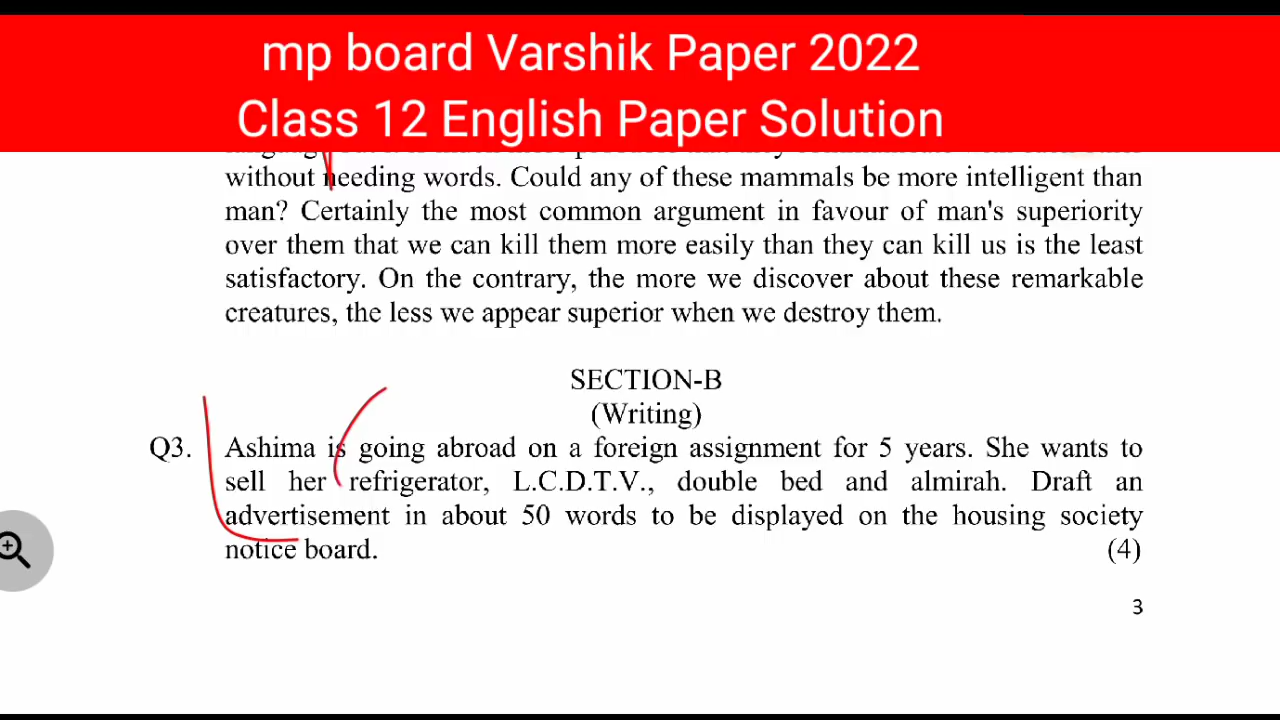 mp board Varshik Paper 2022
Class 12 English Paper Solution
without needing words. Could any of these mammals be more intelligent than
man? Certainly the most common argument in favour of man's superiority
over them that we can kill them more easily than they can kill us is the least
satisfactory. On the contrary, the more we discover about these remarkable
creatures, the less we appear superior when we destroy them.
SECTION-B
(Writing)
Q3. Ashima is going abroad on a foreign assignment for 5 years. She wants to
sell her refrigerator, L.C.D.T.V., double bed and almirah. Draft an
advertisement in about 50 words to be displayed on the housing society
notice board. (4)
3